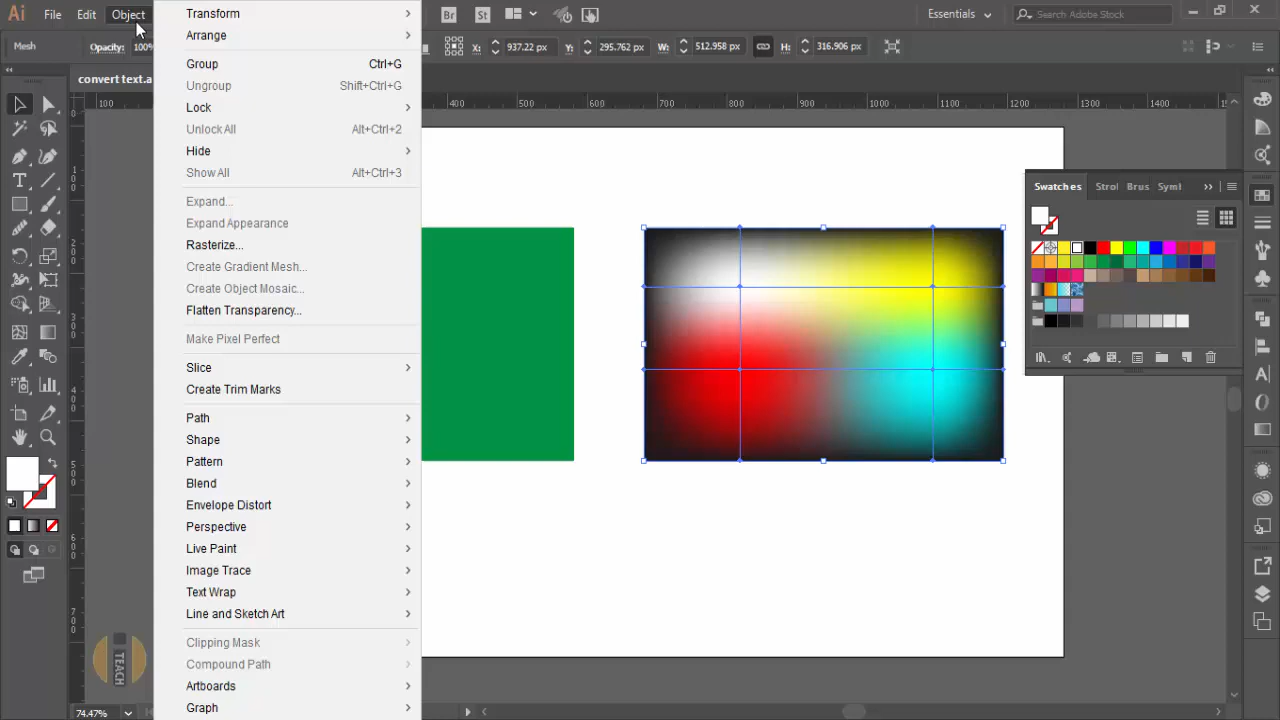 Ai File Edit Object Br St Essentials Search Adobe Stock
Mesh Opacity: 100% X: 937.22 px Y: 295.762 px W: 512.958 px H: 316.906 px
convert text.a
100 400 500 600 700 800 900 1000 1100 1200 1300 1400
Transform
Arrange
Group Ctrl+G
Ungroup Shift+Ctrl+G
Lock
Unlock All Alt+Ctrl+2
Hide
Show All Alt+Ctrl+3
Expand...
Expand Appearance
Rasterize...
Create Gradient Mesh...
Create Object Mosaic...
Flatten Transparency...
Make Pixel Perfect
Slice
Create Trim Marks
Path
Shape
Pattern
Blend
Envelope Distort
Perspective
Live Paint
Image Trace
Text Wrap
Line and Sketch Art
Clipping Mask
Compound Path
Artboards
Graph
Swatches Strol Brus Symi
TEACH
74.47%